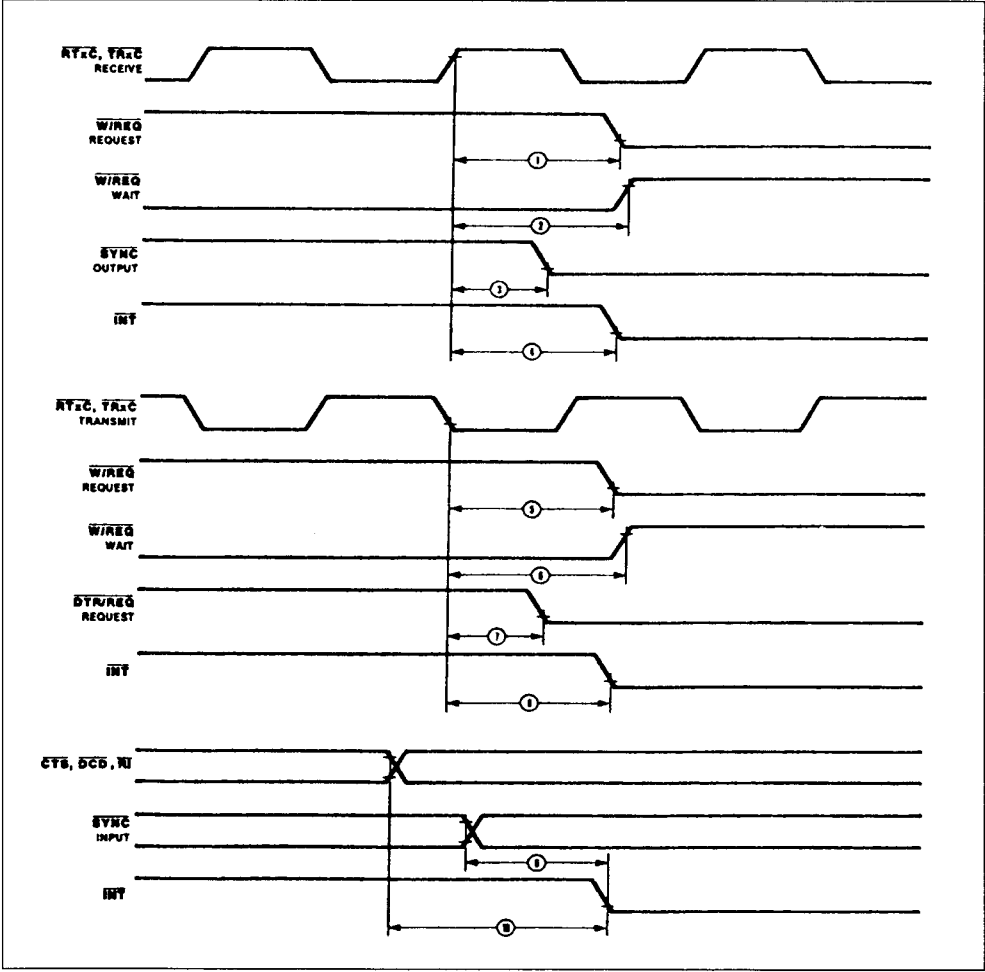 RTxC, TRxC
RECEIVE
W/REQ
REQUEST
1
W/REQ
WAIT
2
SYNC
OUTPUT
3
INT
4
RTxC, TRxC
TRANSMIT
W/REQ
REQUEST
5
W/REQ
WAIT
6
DTR/REQ
REQUEST
7
INT
8
CTS, DCD, RI
SYNC
INPUT
9
INT
10